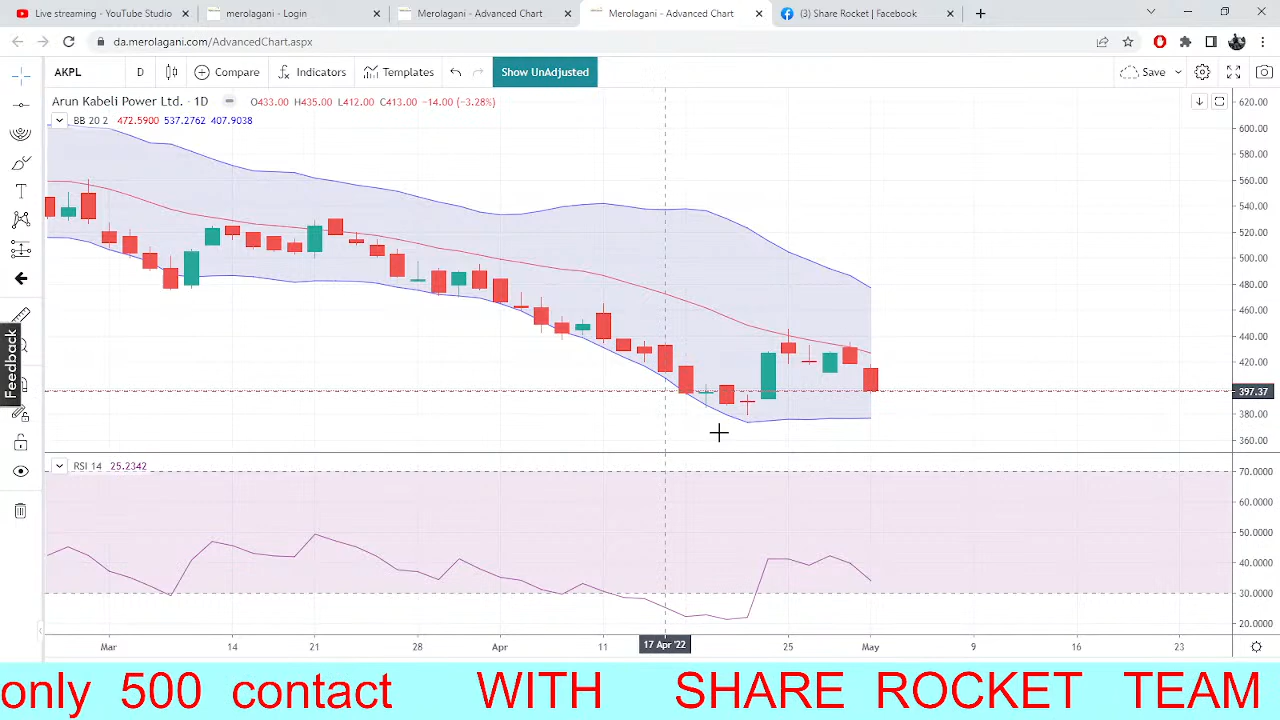 Live streaming - YouTube Studio
merolagani - Login
Merolagani - Advanced Chart
Merolagani - Advanced Chart
(3) Share Rocket | Facebook
da.merolagani.com/AdvancedChart.aspx
AKPL D Compare Indicators Templates Show UnAdjusted Save
Arun Kabeli Power Ltd. · 1D O433.00 H435.00 L412.00 C413.00 −14.00 (−3.28%)
BB 20 2 472.5900 537.2762 407.9038
620.00
600.00
580.00
560.00
540.00
520.00
500.00
480.00
460.00
440.00
420.00
397.37
380.00
360.00
Feedback
RSI 14 25.2342
70.0000
60.0000
50.0000
40.0000
30.0000
20.0000
Mar 14 21 28 Apr 11 17 Apr '22 25 May 9 16 23
only 500 contact WITH SHARE ROCKET TEAM